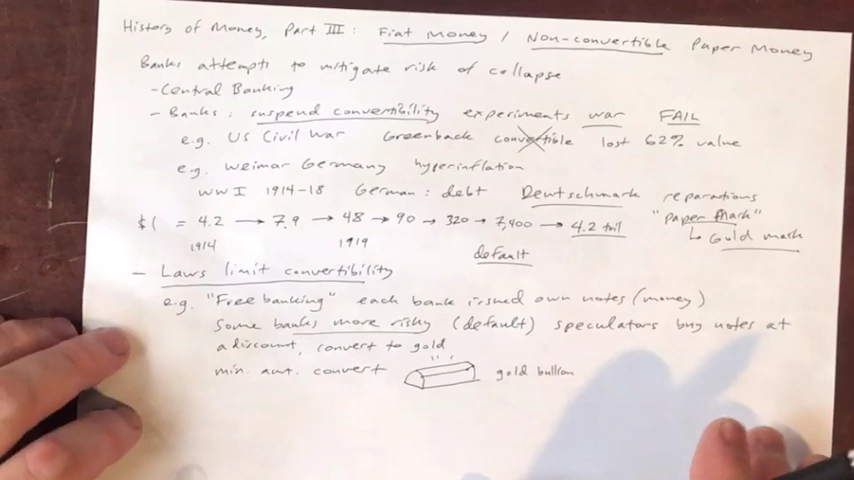 History of Money, Part III: Fiat Money / Non-convertible Paper Money
Banks attempts to mitigate risk of collapse
- Central Banking
- Banks: suspend convertibility experiments war FAIL
e.g. US Civil War Greenback convertible lost 62% value
e.g. Weimar Germany hyperinflation
WWI 1914-18 German: debt Deutschmark reparations
"paper Mark"
$1 = 4.2 → 7.9 → 48 → 90 → 320 → 7,400 → 4.2 tril
↳ Gold mark
1914 1919
default
- Laws limit convertibility
e.g. "Free banking" each bank issued own notes (money)
Some banks more risky (default) speculators buy notes at
a discount, convert to gold
min. amt. convert gold bullion